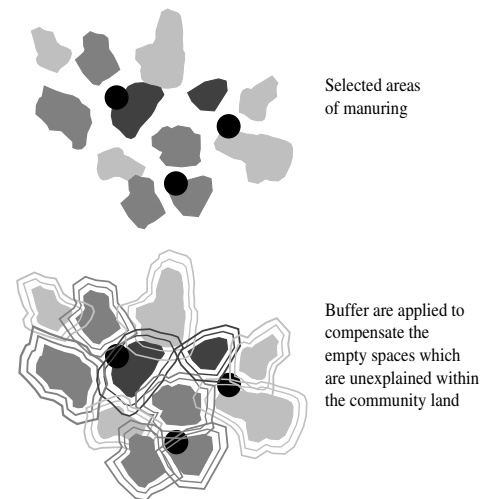 Selected areas
of manuring
Buffer are applied to
compensate the
empty spaces which
are unexplained within
the community land